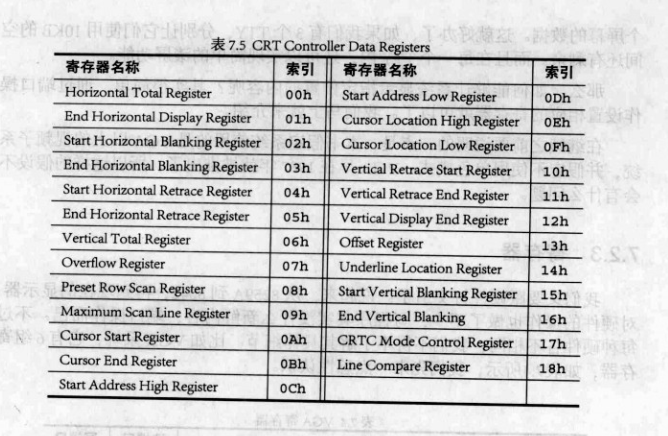 表 7.5 CRT Controller Data Registers
寄存器名称 索引 寄存器名称 索引
Horizontal Total Register 00h Start Address Low Register 0Dh
End Horizontal Display Register 01h Cursor Location High Register 0Eh
Start Horizontal Blanking Register 02h Cursor Location Low Register 0Fh
End Horizontal Blanking Register 03h Vertical Retrace Start Register 10h
Start Horizontal Retrace Register 04h Vertical Retrace End Register 11h
End Horizontal Retrace Register 05h Vertical Display End Register 12h
Vertical Total Register 06h Offset Register 13h
Overflow Register 07h Underline Location Register 14h
Preset Row Scan Register 08h Start Vertical Blanking Register 15h
Maximum Scan Line Register 09h End Vertical Blanking 16h
Cursor Start Register 0Ah CRTC Mode Control Register 17h
Cursor End Register 0Bh Line Compare Register 18h
Start Address High Register 0Ch